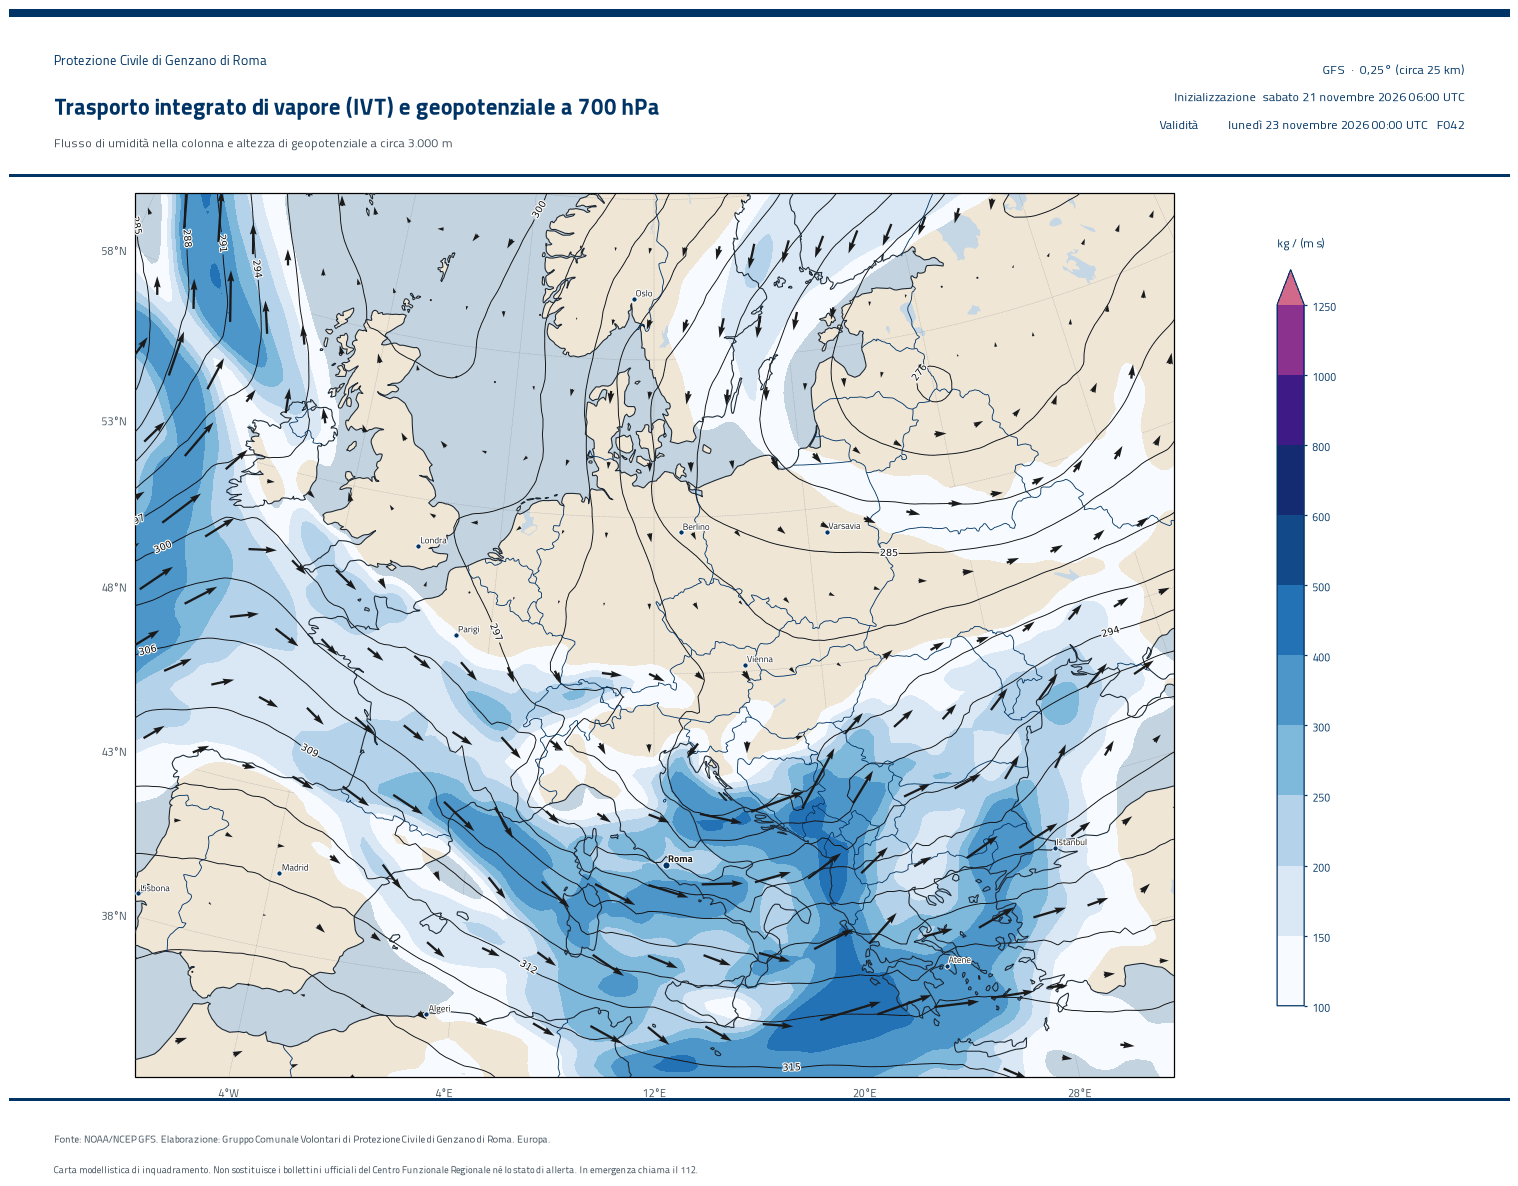 Protezione Civile di Genzano di Roma
Trasporto integrato di vapore (IVT) e geopotenziale a 700 hPa
Flusso di umidità nella colonna e altezza di geopotenziale a circa 3.000 m
GFS · 0,25° (circa 25 km)
Inizializzazione sabato 21 novembre 2026 06:00 UTC
Validità lunedì 23 novembre 2026 00:00 UTC F042
58°N
53°N
48°N
43°N
38°N
4°W
4°E
12°E
20°E
28°E
285
288
291
294
300
276
Oslo
97
300
Londra
Berlino
Varsavia
285
306
Parigi
297
Vienna
294
309
Roma
Istanbul
Madrid
Lisbona
312
Atene
Algeri
315
kg / (m s)
1250
1000
800
600
500
400
300
250
200
150
100
Fonte: NOAA/NCEP GFS. Elaborazione: Gruppo Comunale Volontari di Protezione Civile di Genzano di Roma. Europa.
Carta modellistica di inquadramento. Non sostituisce i bollettini ufficiali del Centro Funzionale Regionale né lo stato di allerta. In emergenza chiama il 112.